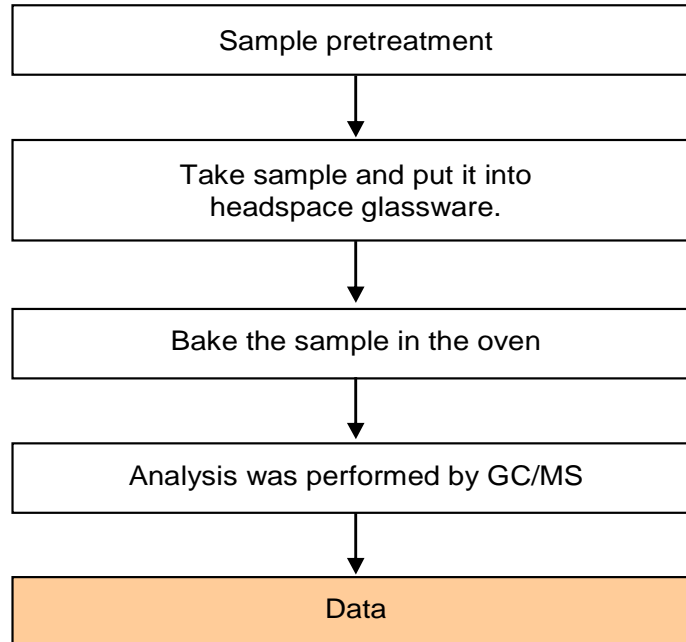 Sample pretreatment
Take sample and put it into
headspace glassware.
Bake the sample in the oven
Analysis was performed by GC/MS
Data